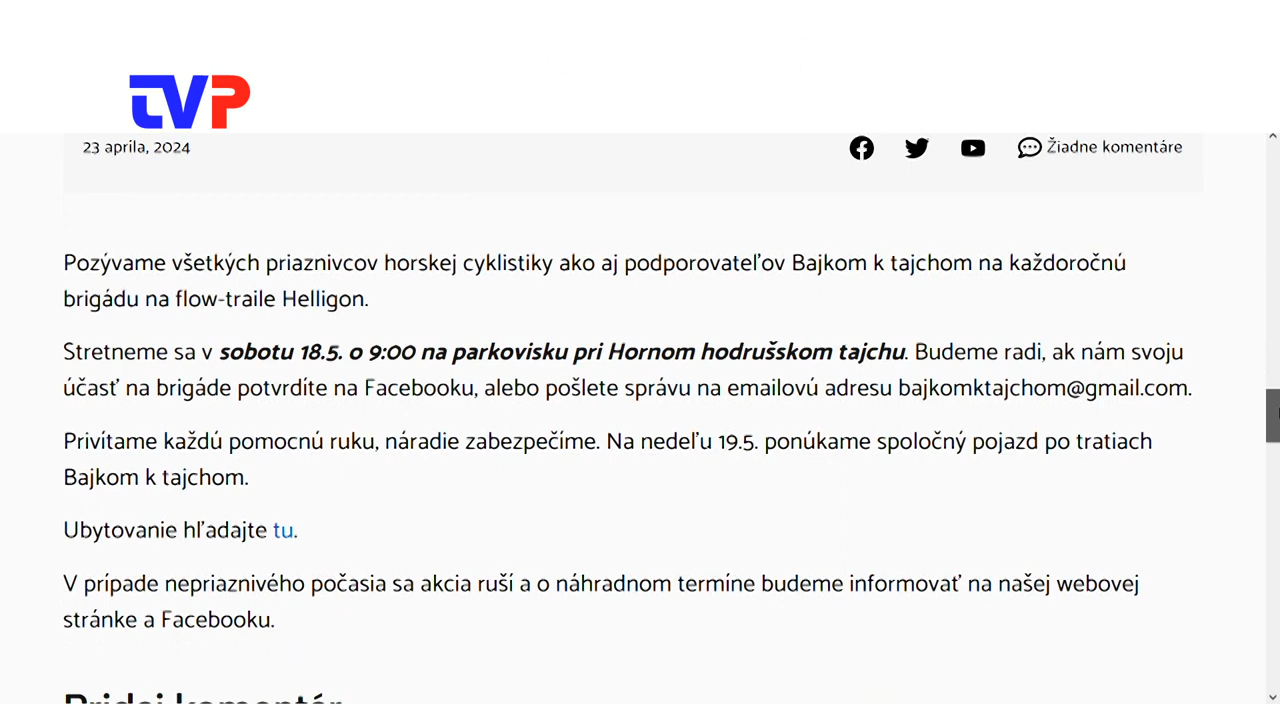 TVP
23 apríla, 2024
Žiadne komentáre
Pozývame všetkých priaznivcov horskej cyklistiky ako aj podporovateľov Bajkom k tajchom na každoročnú
brigádu na flow-traile Helligon.
Stretneme sa v sobotu 18.5. o 9:00 na parkovisku pri Hornom hodrušskom tajchu. Budeme radi, ak nám svoju
účasť na brigáde potvrdíte na Facebooku, alebo pošlete správu na emailovú adresu bajkomktajchom@gmail.com.
Privítame každú pomocnú ruku, náradie zabezpečíme. Na nedeľu 19.5. ponúkame spoločný pojazd po tratiach
Bajkom k tajchom.
Ubytovanie hľadajte tu.
V prípade nepriaznivého počasia sa akcia ruší a o náhradnom termíne budeme informovať na našej webovej
stránke a Facebooku.
Pridaj komentár